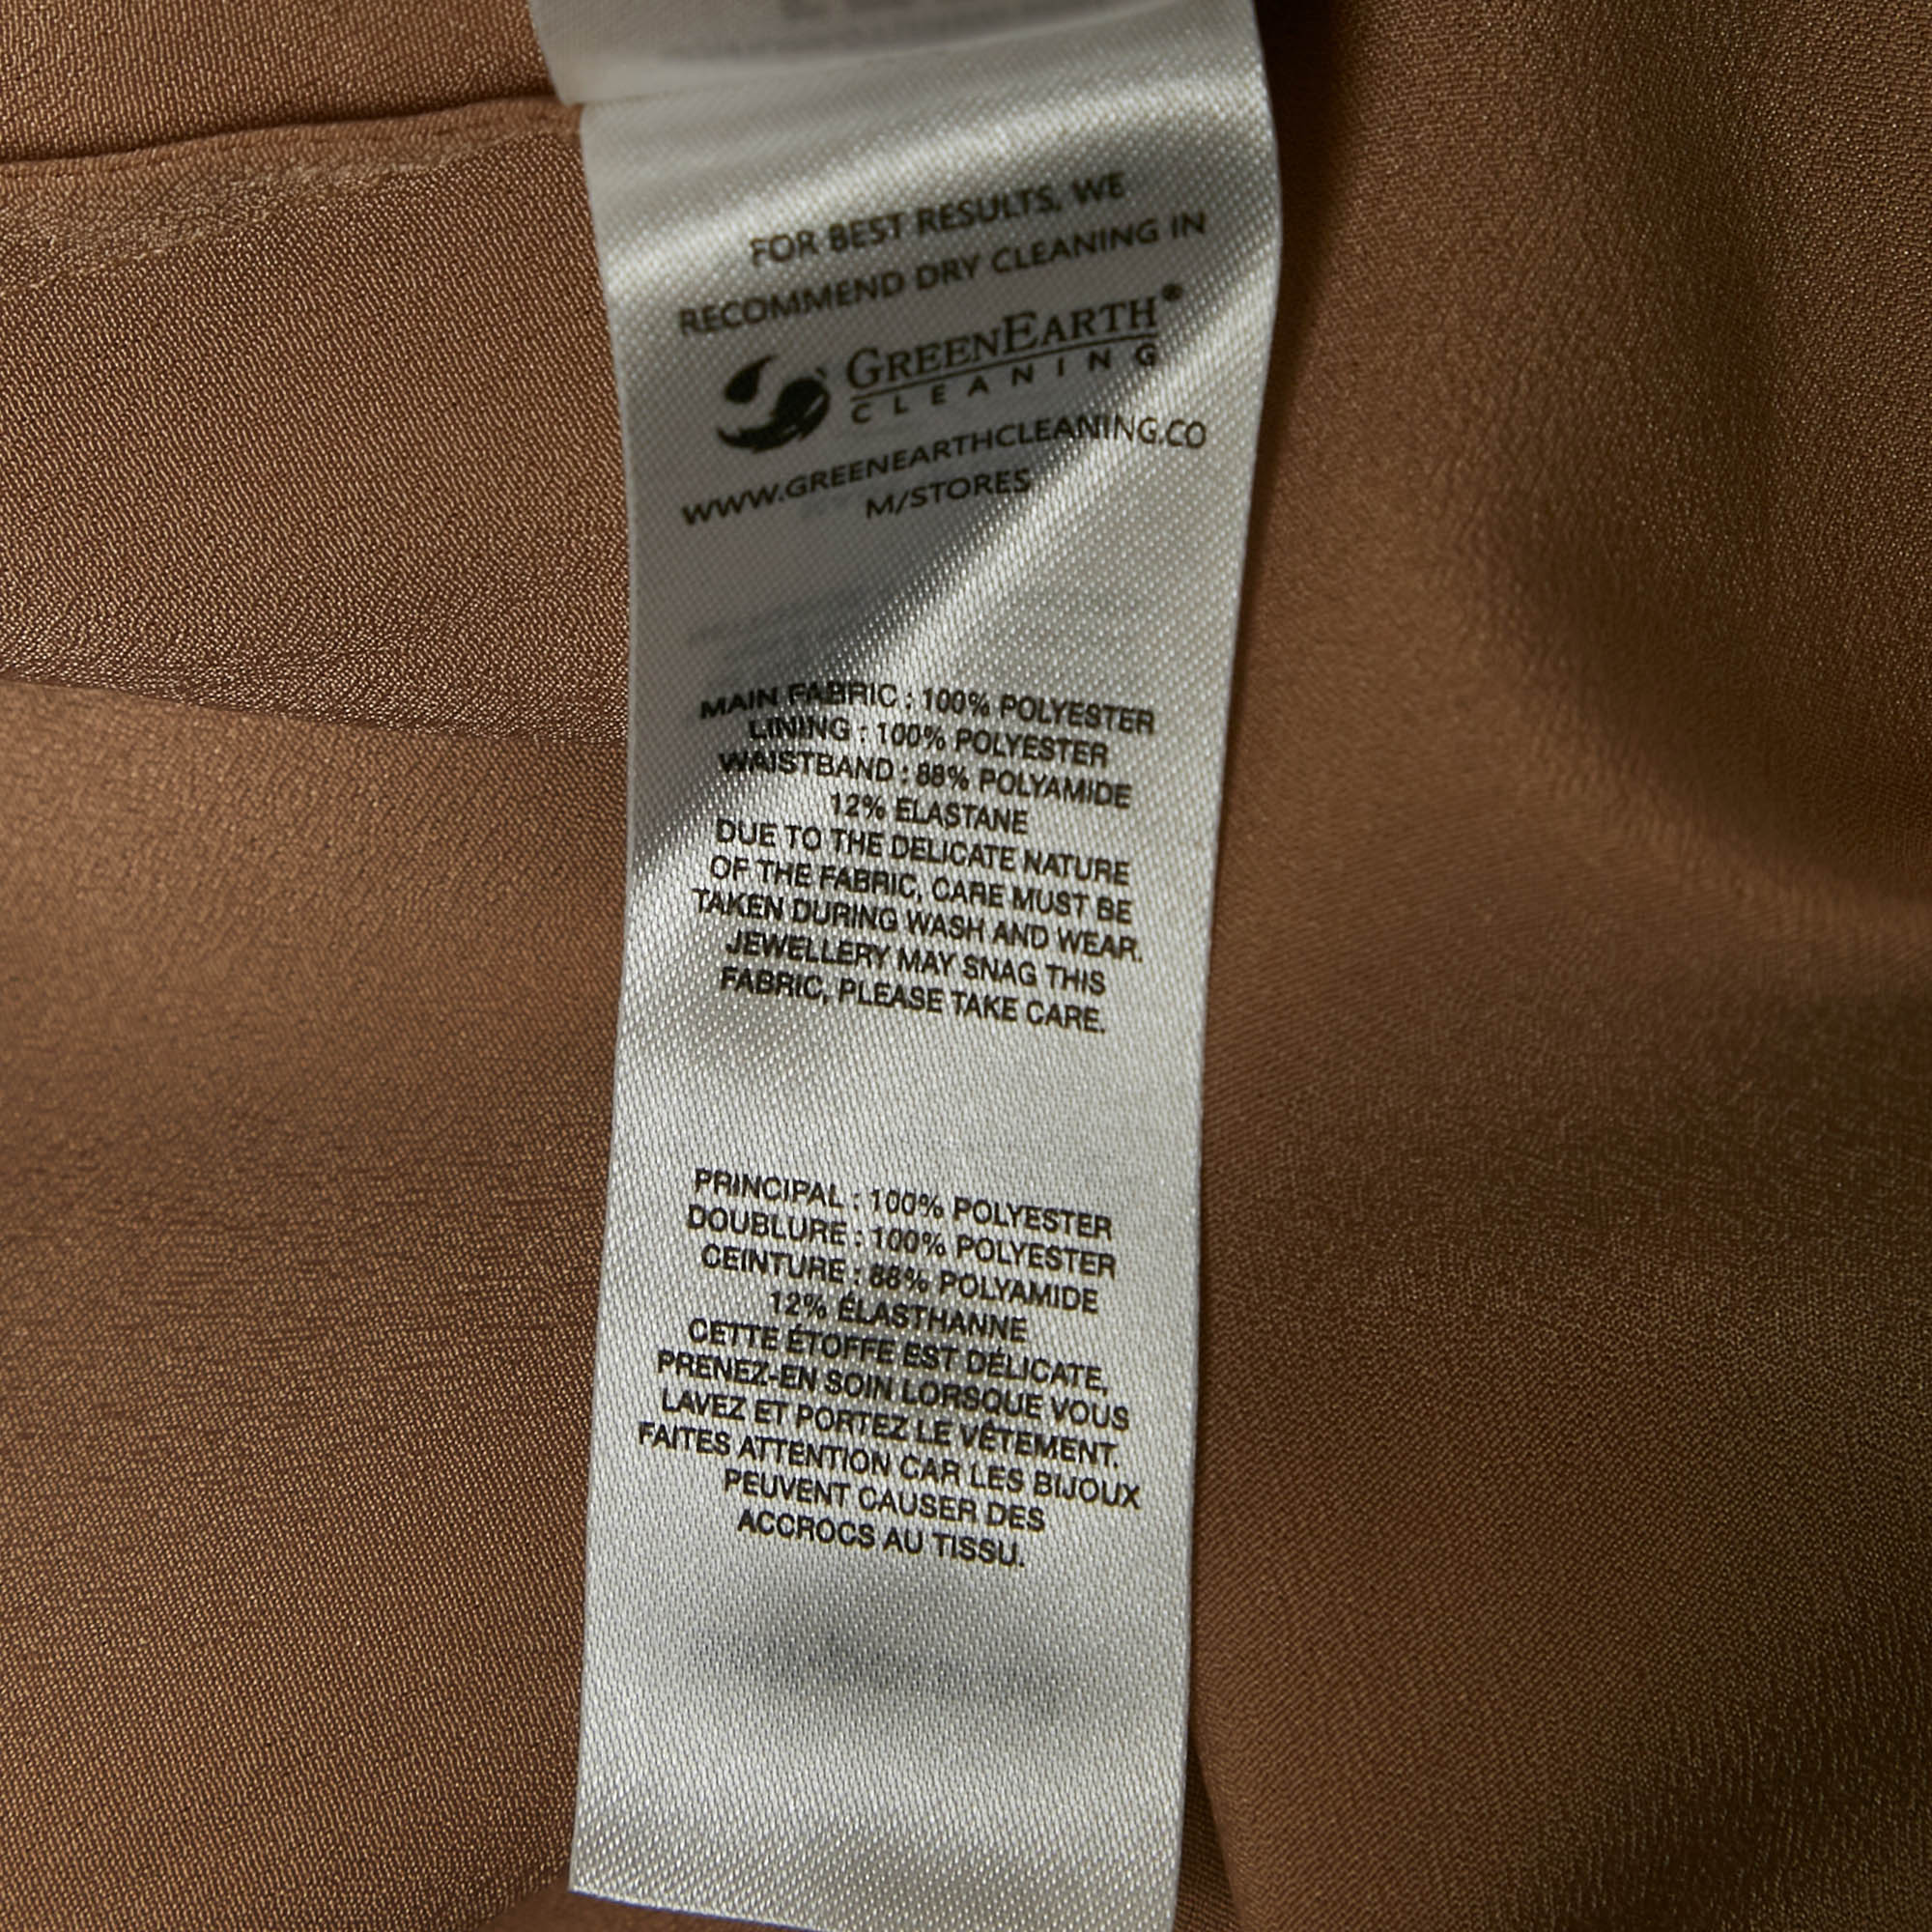 FOR BEST RESULTS, WE
RECOMMEND DRY CLEANING IN
GREENEARTH®
CLEANING
WWW.GREENEARTHCLEANING.CO
M/STORES
MAIN FABRIC : 100% POLYESTER
LINING : 100% POLYESTER
WAISTBAND : 88% POLYAMIDE
12% ELASTANE
DUE TO THE DELICATE NATURE
OF THE FABRIC, CARE MUST BE
TAKEN DURING WASH AND WEAR.
JEWELLERY MAY SNAG THIS
FABRIC, PLEASE TAKE CARE.
PRINCIPAL : 100% POLYESTER
DOUBLURE : 100% POLYESTER
CEINTURE : 88% POLYAMIDE
12% ÉLASTHANNE
CETTE ÉTOFFE EST DÉLICATE,
PRENEZ-EN SOIN LORSQUE VOUS
LAVEZ ET PORTEZ LE VÊTEMENT.
FAITES ATTENTION CAR LES BIJOUX
PEUVENT CAUSER DES
ACCROCS AU TISSU.